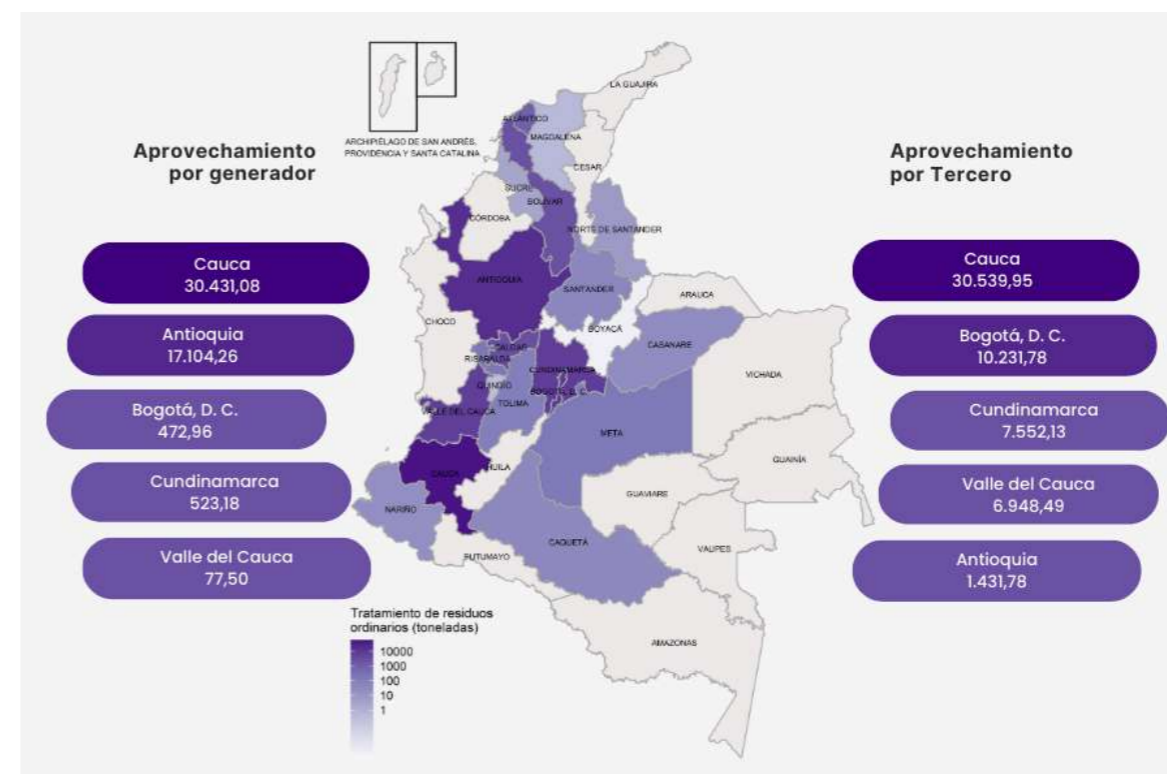 Aprovechamiento
por generador
Cauca
30.431,08
Antioquia
17.104,26
Bogotá, D. C.
472,96
Cundinamarca
523,18
Valle del Cauca
77,50
ARCHIPIÉLAGO DE SAN ANDRÉS,
PROVIDENCIA Y SANTA CATALINA
LA GUAJIRA
ATLÁNTICO
MAGDALENA
CESAR
SUCRE
BOLÍVAR
CÓRDOBA
NORTE DE SANTANDER
ANTIOQUIA
SANTANDER
ARAUCA
CHOCO
BOYACÁ
CALDAS
CASANARE
RISARALDA
CUNDINAMARCA
VICHADA
QUINDÍO
BOGOTÁ, D. C.
TOLIMA
VALLE DEL CAUCA
META
GUAINÍA
CAUCA
HUILA
GUAVIARE
NARIÑO
CAQUETÁ
VAUPES
PUTUMAYO
AMAZONAS
Tratamiento de residuos
ordinarios (toneladas)
10000
1000
100
10
1
Aprovechamiento
por Tercero
Cauca
30.539,95
Bogotá, D. C.
10.231,78
Cundinamarca
7.552,13
Valle del Cauca
6.948,49
Antioquia
1.431,78